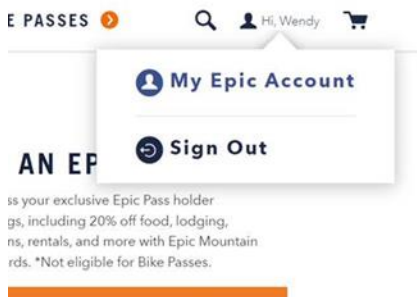 E PASSES
Hi, Wendy
My Epic Account
Sign Out
AN EP
ss your exclusive Epic Pass holder
gs, including 20% off food, lodging,
ns, rentals, and more with Epic Mountain
rds. *Not eligible for Bike Passes.